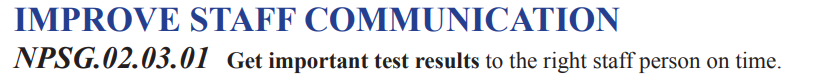 IMPROVE STAFF COMMUNICATION
NPSG.02.03.01 Get important test results to the right staff person on time.